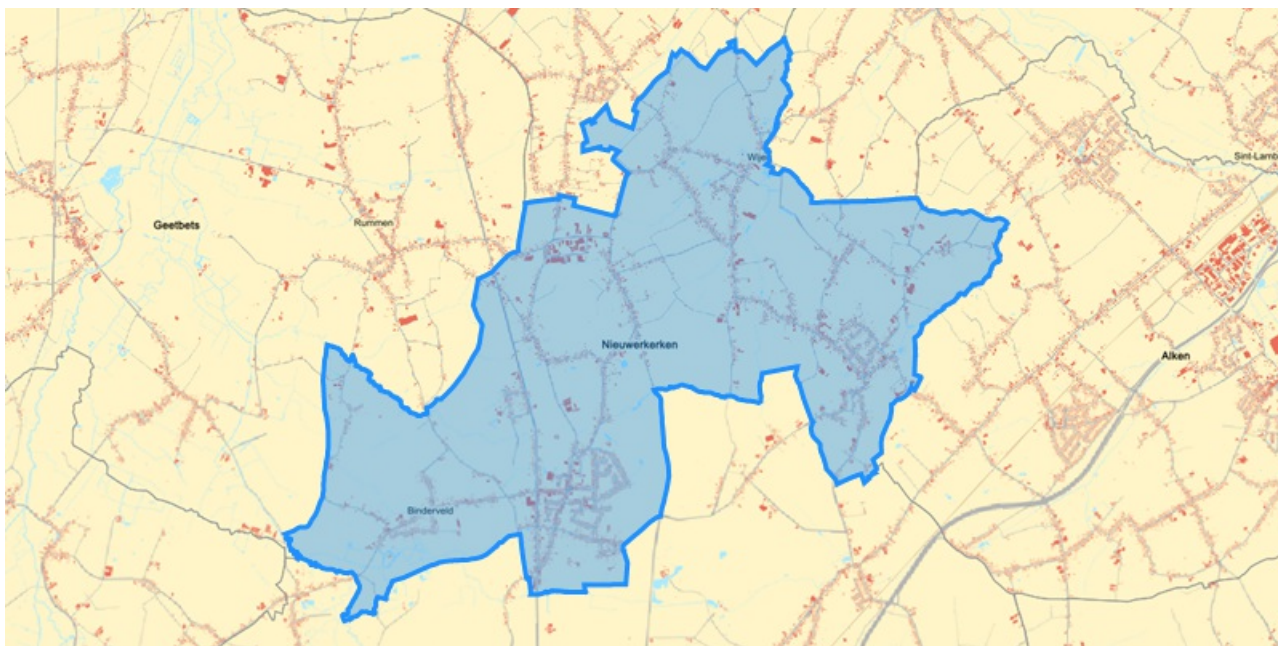 Wijer
Sint-Lamb
Geetbets
Rummen
Nieuwerkerken
Alken
Binderveld